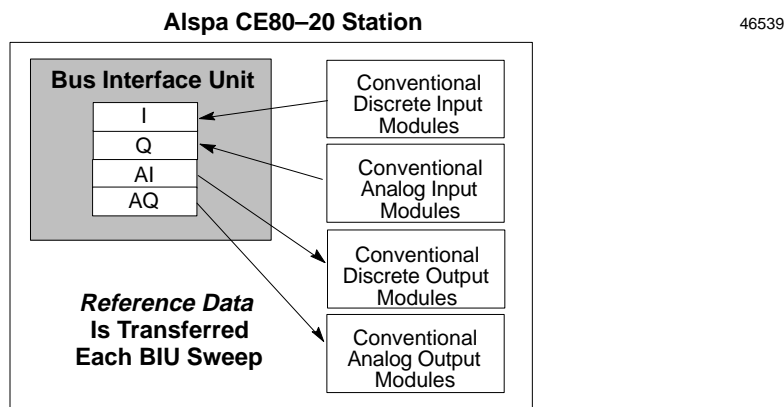 Alspa CE80–20 Station
46539
Bus Interface Unit
I
Q
AI
AQ
Conventional
Discrete Input
Modules
Conventional
Analog Input
Modules
Conventional
Discrete Output
Modules
Conventional
Analog Output
Modules
Reference Data
Is Transferred
Each BIU Sweep